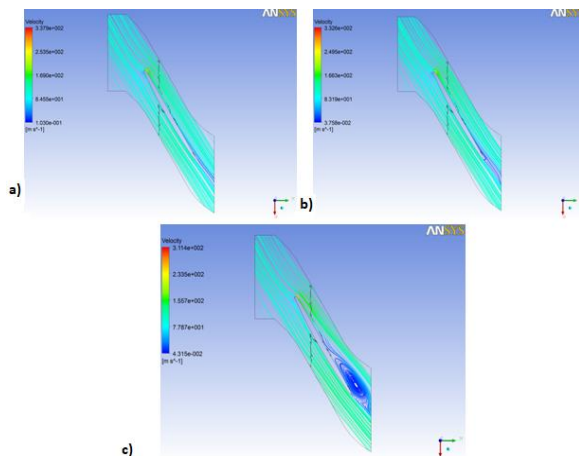 ANSYS
Velocity
3.379e+002
2.535e+002
1.690e+002
8.455e+001
1.030e-001
[m s^-1]
a)
ANSYS
Velocity
3.326e+002
2.495e+002
1.663e+002
8.319e+001
3.758e-002
[m s^-1]
b)
ANSYS
Velocity
3.114e+002
2.335e+002
1.557e+002
7.787e+001
4.315e-002
[m s^-1]
c)